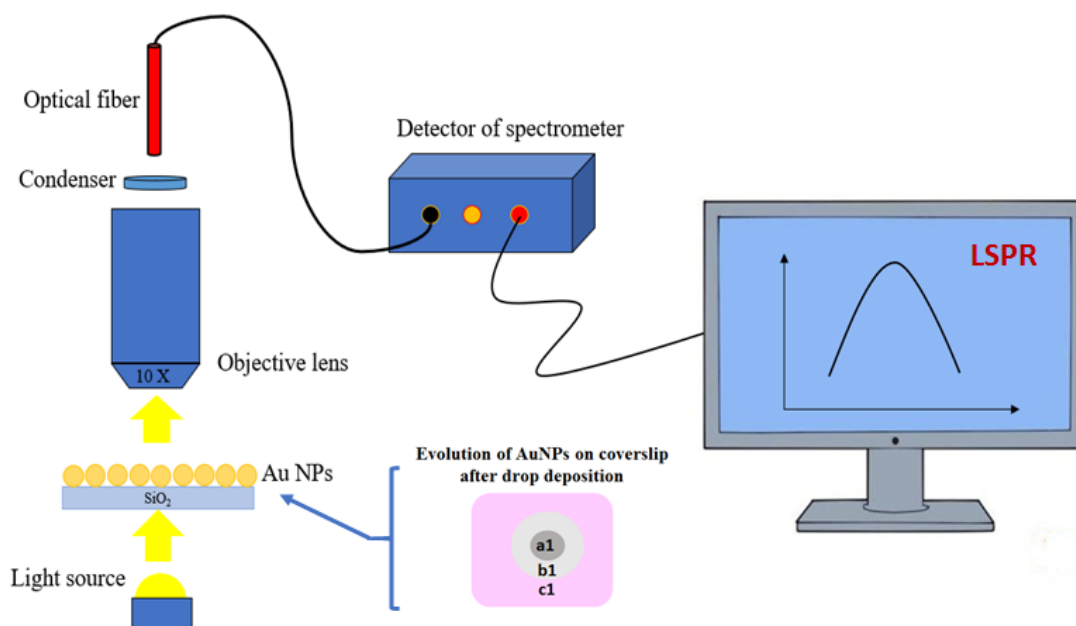 Optical fiber
Detector of spectrometer
Condenser
LSPR
Objective lens
10 X
Evolution of AuNPs on coverslip
after drop deposition
Au NPs
SiO₂
a1
b1
c1
Light source